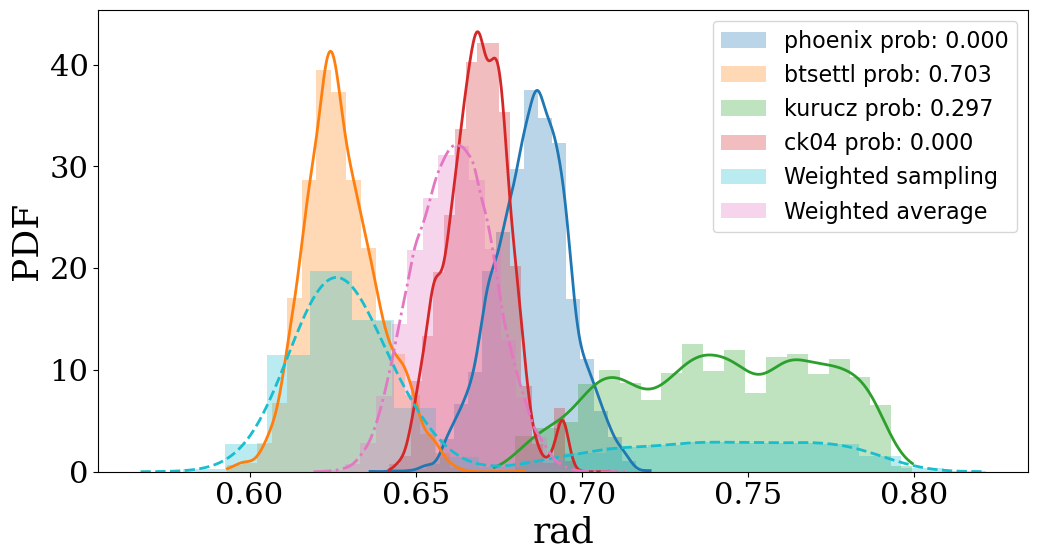 phoenix prob: 0.000
btsettl prob: 0.703
kurucz prob: 0.297
ck04 prob: 0.000
Weighted sampling
Weighted average
PDF
40
30
20
10
0
0.60 0.65 0.70 0.75 0.80
rad